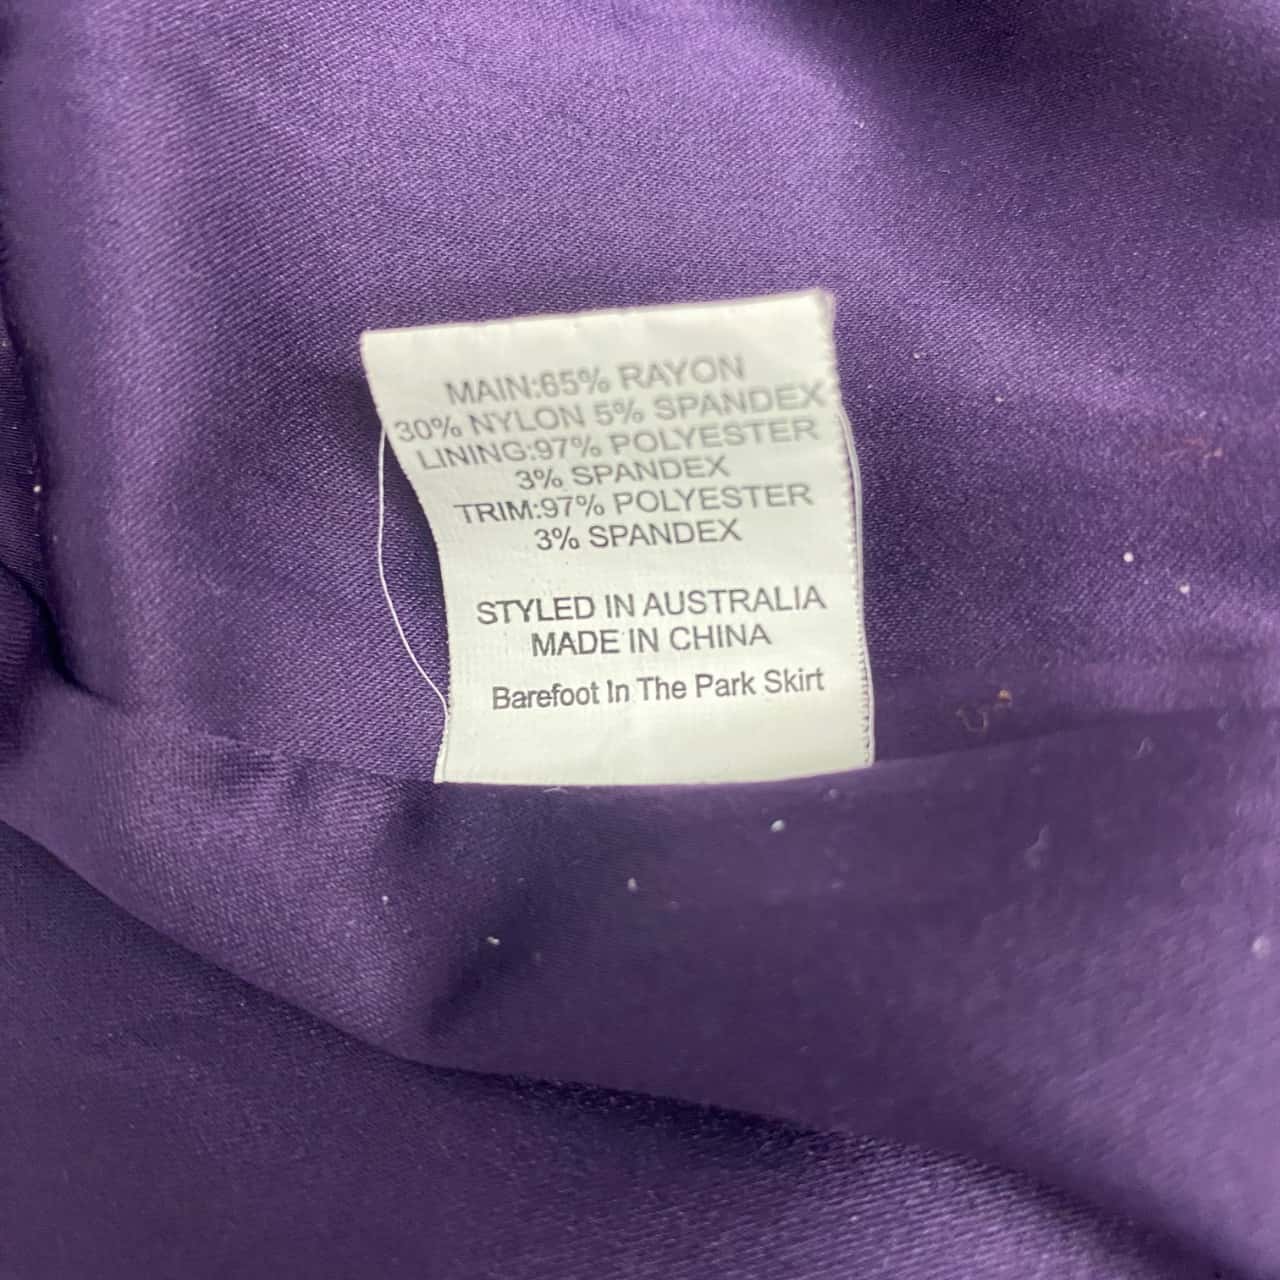 MAIN:65% RAYON
30% NYLON 5% SPANDEX
LINING:97% POLYESTER
3% SPANDEX
TRIM:97% POLYESTER
3% SPANDEX
STYLED IN AUSTRALIA
MADE IN CHINA
Barefoot In The Park Skirt